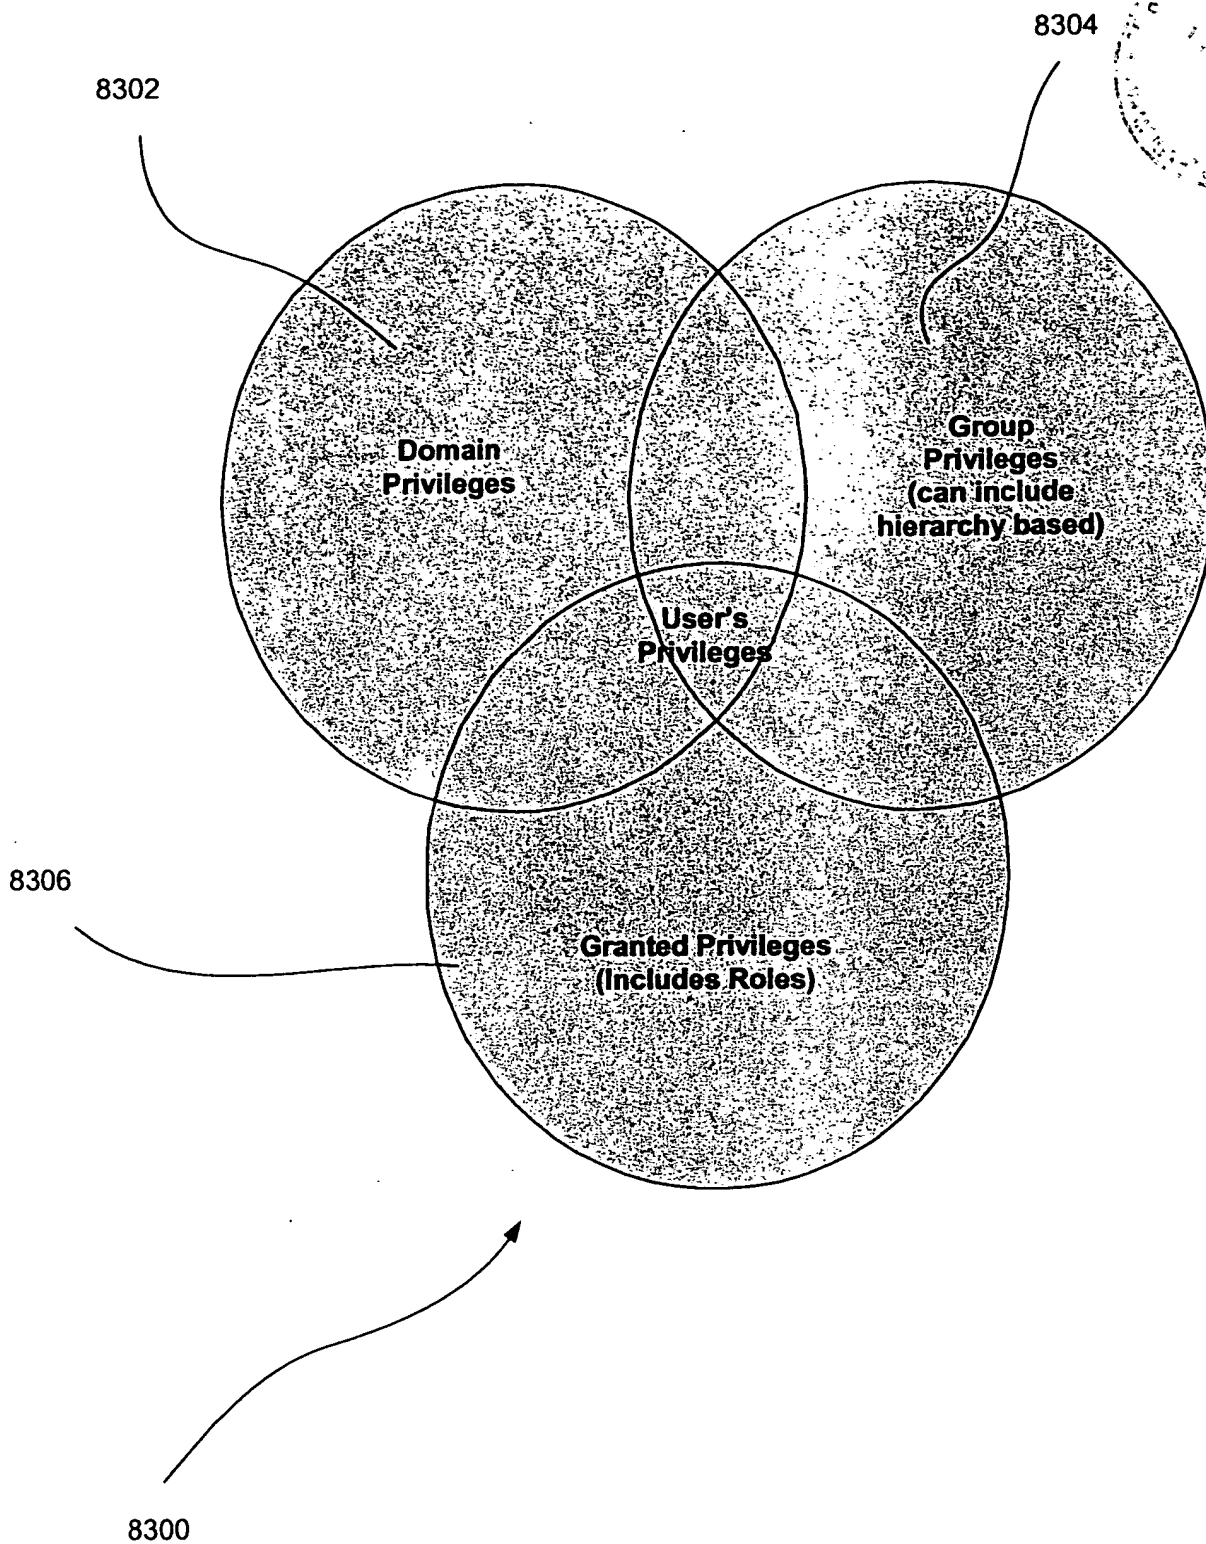 8304
8302
Domain
Privileges
Group
Privileges
(can include
hierarchy based)
User's
Privileges
8306
Granted Privileges
(Includes Roles)
8300